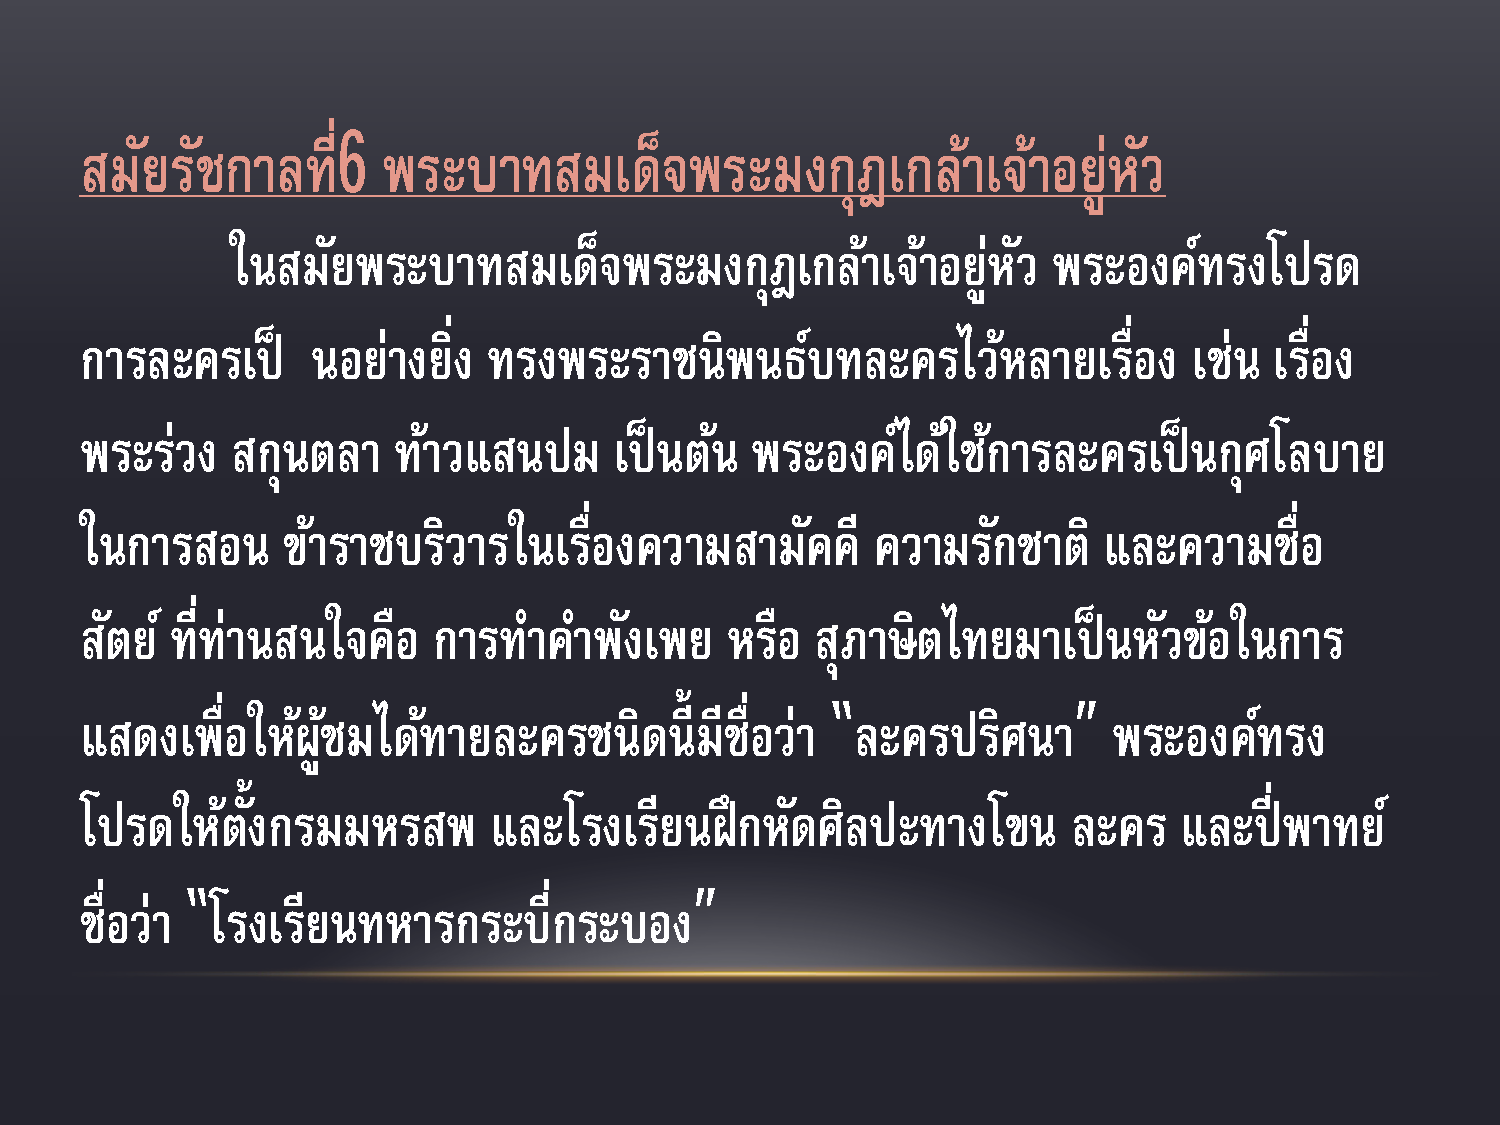 สมัยรัชกาลที่6 พระบาทสมเด็จพระมงกุฎเกล้าเจ้าอยู่หัว
ในสมัยพระบาทสมเด็จพระมงกุฎเกล้าเจ้าอยู่หัว พระองค์ทรงโปรด
การละครเป็ นอย่างยิ่ง ทรงพระราชนิพนธ์บทละครไว้หลายเรื่อง เช่น เรื่อง
พระร่วง สกุนตลา ท้าวแสนปม เป็นต้น พระองค์ได้ใช้การละครเป็นกุศโลบาย
ในการสอน ข้าราชบริวารในเรื่องความสามัคคี ความรักชาติ และความซื่อ
สัตย์ ที่ท่านสนใจคือ การทำคำพังเพย หรือ สุภาษิตไทยมาเป็นหัวข้อในการ
แสดงเพื่อให้ผู้ชมได้ทายละครชนิดนี้มีชื่อว่า “ละครปริศนา” พระองค์ทรง
โปรดให้ตั้งกรมมหรสพ และโรงเรียนฝึกหัดศิลปะทางโขน ละคร และปี่พาทย์
ชื่อว่า “โรงเรียนทหารกระบี่กระบอง”